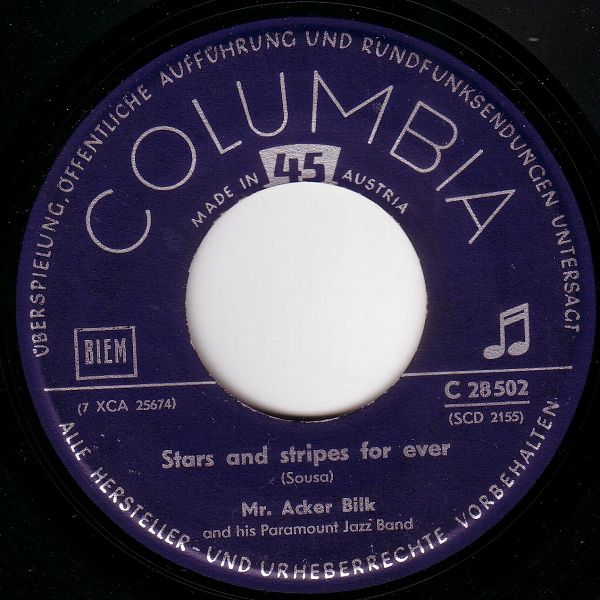 ÜBERSPIELUNG, ÖFFENTLICHE AUFFÜHRUNG UND RUNDFUNKSENDUNGEN UNTERSAGT
COLUMBIA
45
MADE IN AUSTRIA
BIEM
C 28502
(7 XCA 25674)
(SCD 2155)
Stars and stripes for ever
(Sousa)
Mr. Acker Bilk
and his Paramount Jazz Band
ALLE HERSTELLER- UND URHEBERRECHTE VORBEHALTEN